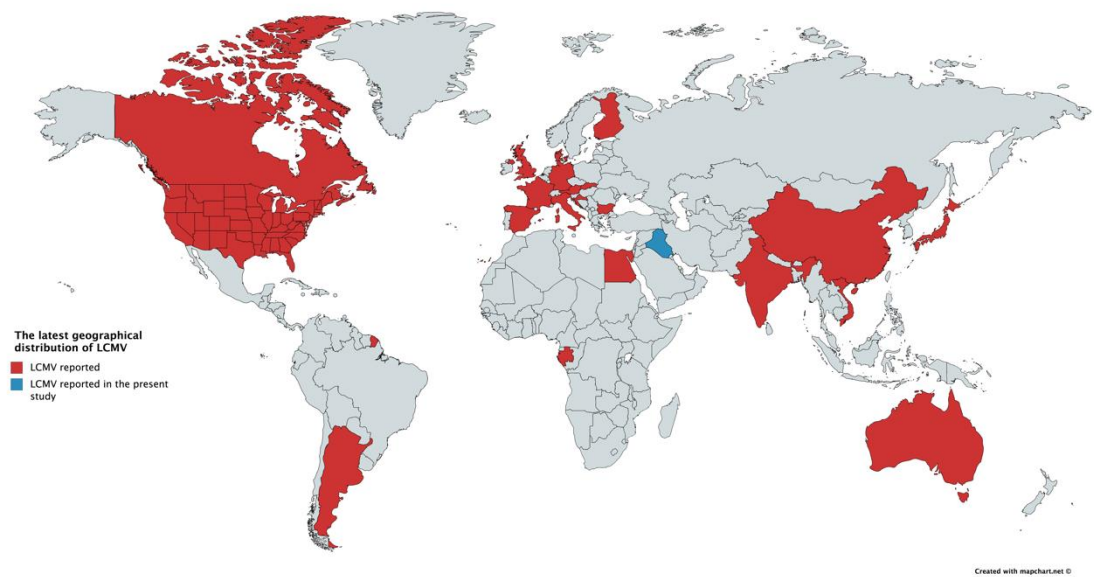 The latest geographical
distribution of LCMV
LCMV reported
LCMV reported in the present
study
Created with mapchart.net ©